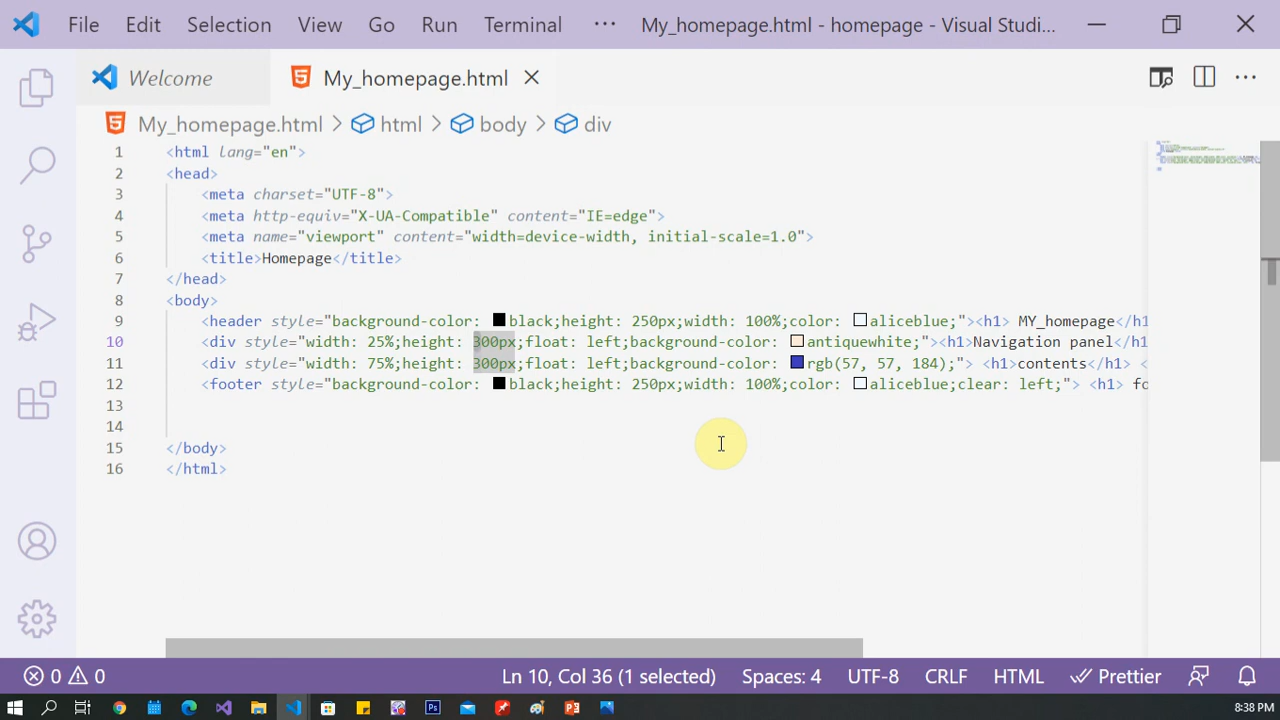 File Edit Selection View Go Run Terminal ··· My_homepage.html - homepage - Visual Studi...
Welcome My_homepage.html
My_homepage.html > html > body > div
1 <html lang="en">
2 <head>
3 <meta charset="UTF-8">
4 <meta http-equiv="X-UA-Compatible" content="IE=edge">
5 <meta name="viewport" content="width=device-width, initial-scale=1.0">
6 <title>Homepage</title>
7 </head>
8 <body>
9 <header style="background-color: black;height: 250px;width: 100%;color: aliceblue;"><h1> MY_homepage</h
10 <div style="width: 25%;height: 300px;float: left;background-color: antiquewhite;"><h1>Navigation panel</h1
11 <div style="width: 75%;height: 300px;float: left;background-color: rgb(57, 57, 184);"> <h1>contents</h1> <
12 <footer style="background-color: black;height: 250px;width: 100%;color: aliceblue;clear: left;"> <h1> fo
13
14
15 </body>
16 </html>
0 0 Ln 10, Col 36 (1 selected) Spaces: 4 UTF-8 CRLF HTML Prettier
8:38 PM